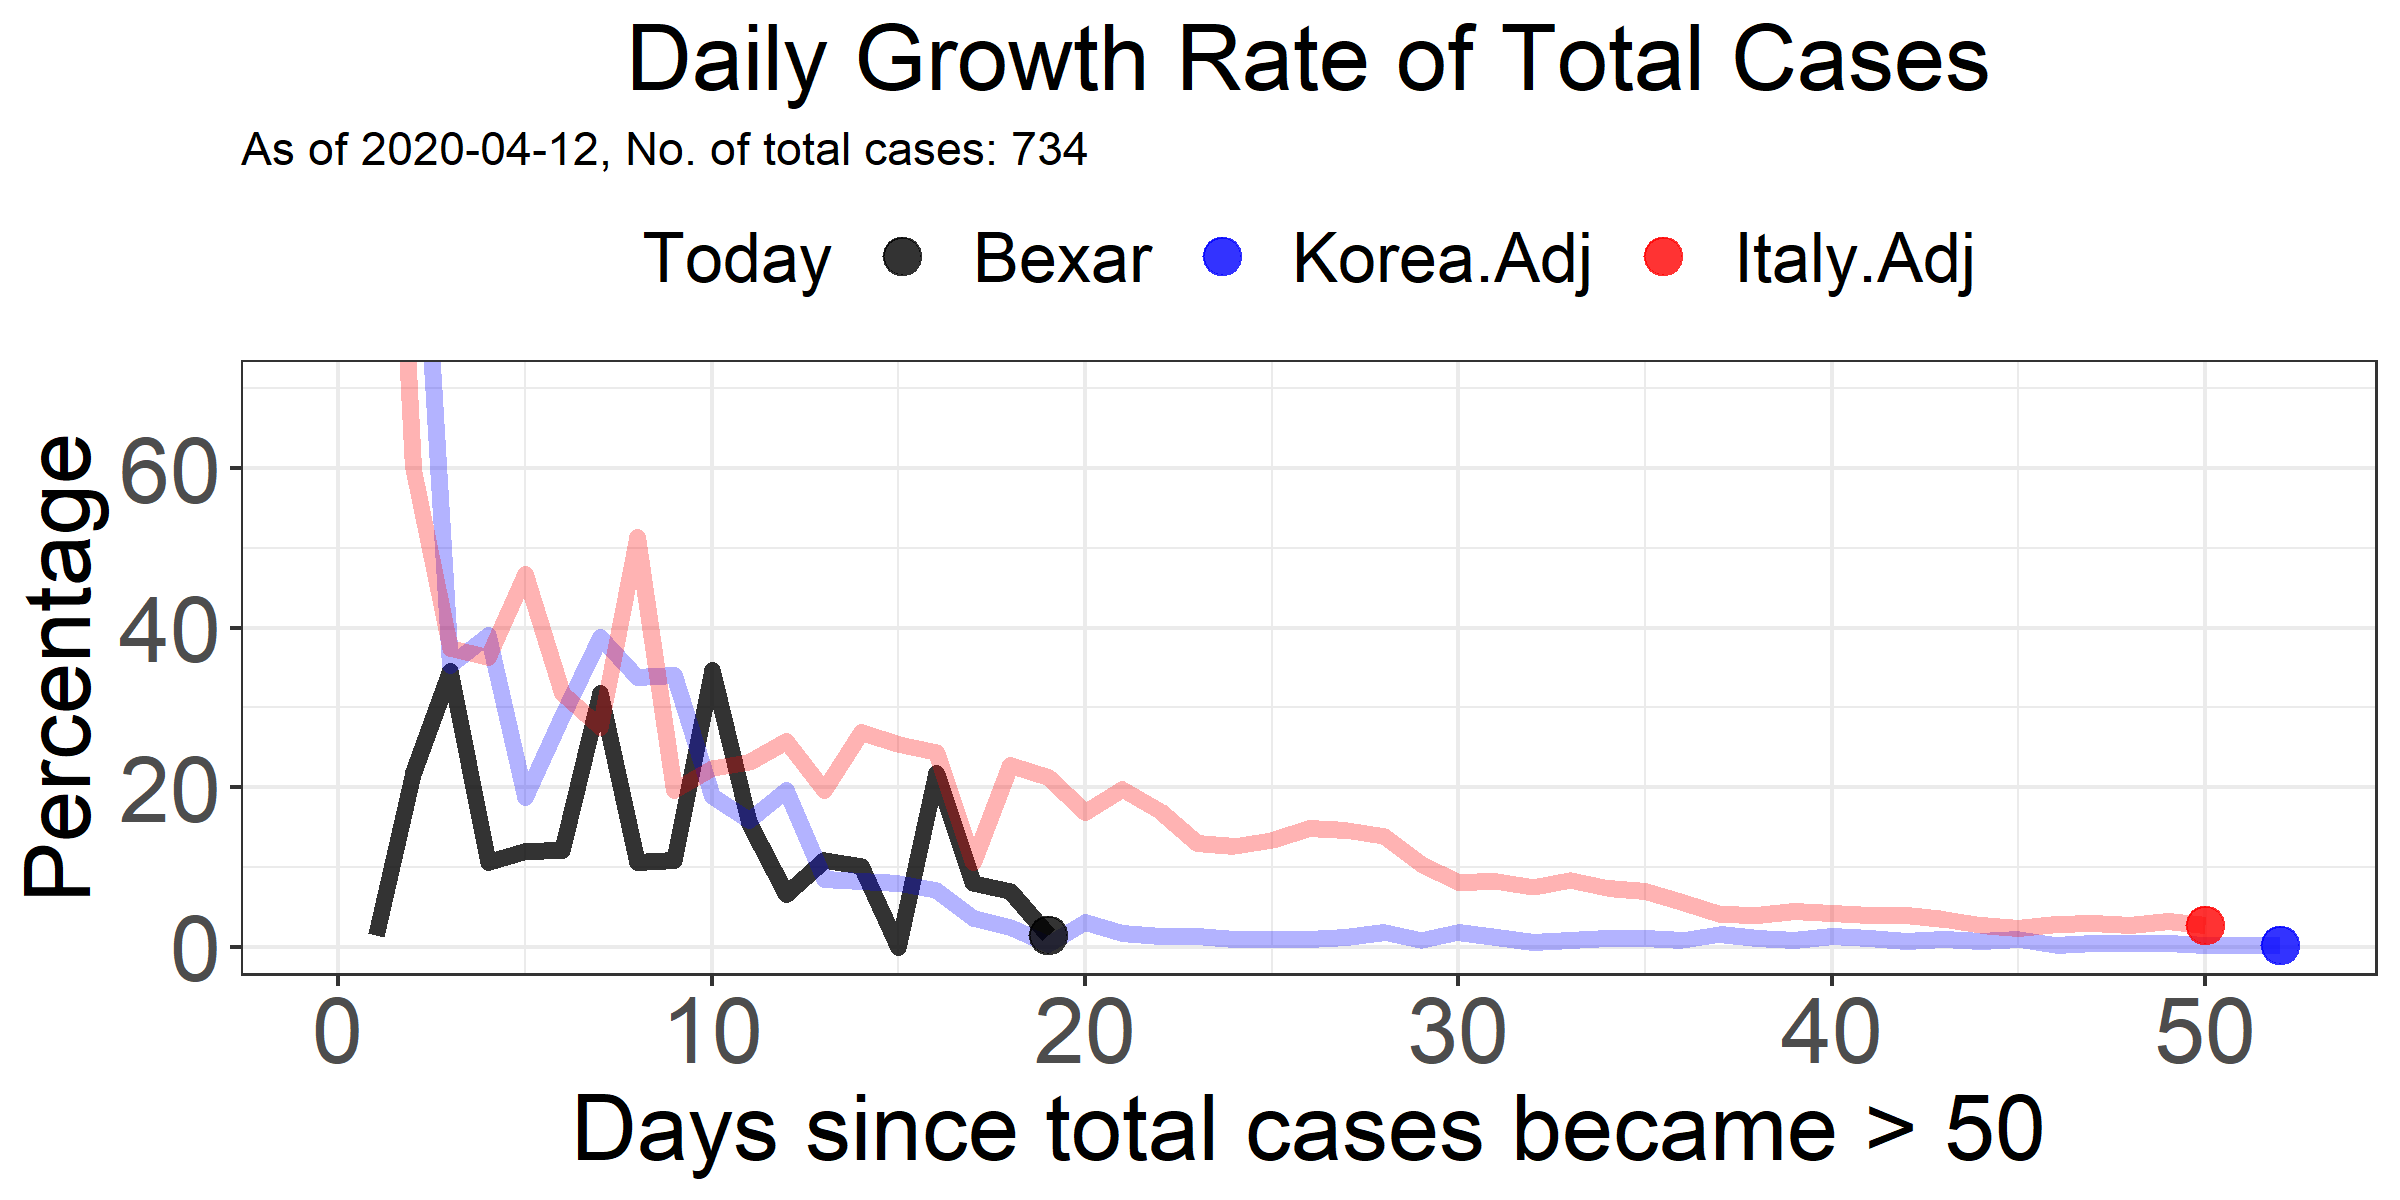 Daily Growth Rate of Total Cases
As of 2020-04-12, No. of total cases: 734
Today Bexar Korea.Adj Italy.Adj
Percentage
60
40
20
0
0 10 20 30 40 50
Days since total cases became > 50